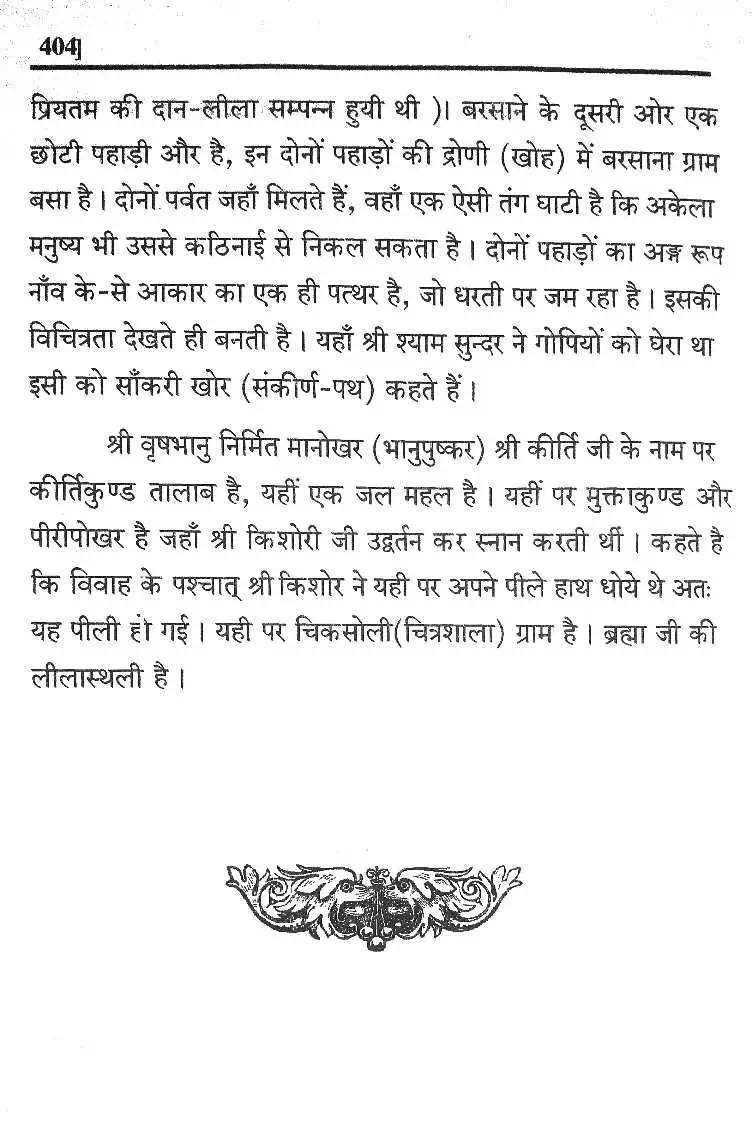 404]
प्रियतम की दान-लीला सम्पन्न हुयी थी )। बरसाने के दूसरी ओर एक
छोटी पहाड़ी और है, इन दोनों पहाड़ों की द्रोणी (खोह) में बरसाना ग्राम
बसा है। दोनों पर्वत जहाँ मिलते हैं, वहाँ एक ऐसी तंग घाटी है कि अकेला
मनुष्य भी उससे कठिनाई से निकल सकता है। दोनों पहाड़ों का अङ्ग रूप
नाँव के-से आकार का एक ही पत्थर है, जो धरती पर जम रहा है। इसकी
विचित्रता देखते ही बनती है। यहाँ श्री श्याम सुन्दर ने गोपियों को घेरा था
इसी को साँकरी खोर (संकीर्ण-पथ) कहते हैं।
श्री वृषभानु निर्मित मानोखर (भानुपुष्कर) श्री कीर्ति जी के नाम पर
कीर्तिकुण्ड तालाब है, यहीं एक जल महल है। यहीं पर मुक्ताकुण्ड और
पीरीपोखर है जहाँ श्री किशोरी जी उद्वर्तन कर स्नान करती थीं। कहते है
कि विवाह के पश्चात् श्री किशोर ने यही पर अपने पीले हाथ धोये थे अतः
यह पीली हो गई। यही पर चिकसोली(चित्रशाला) ग्राम है। ब्रह्मा जी की
लीलास्थली है।